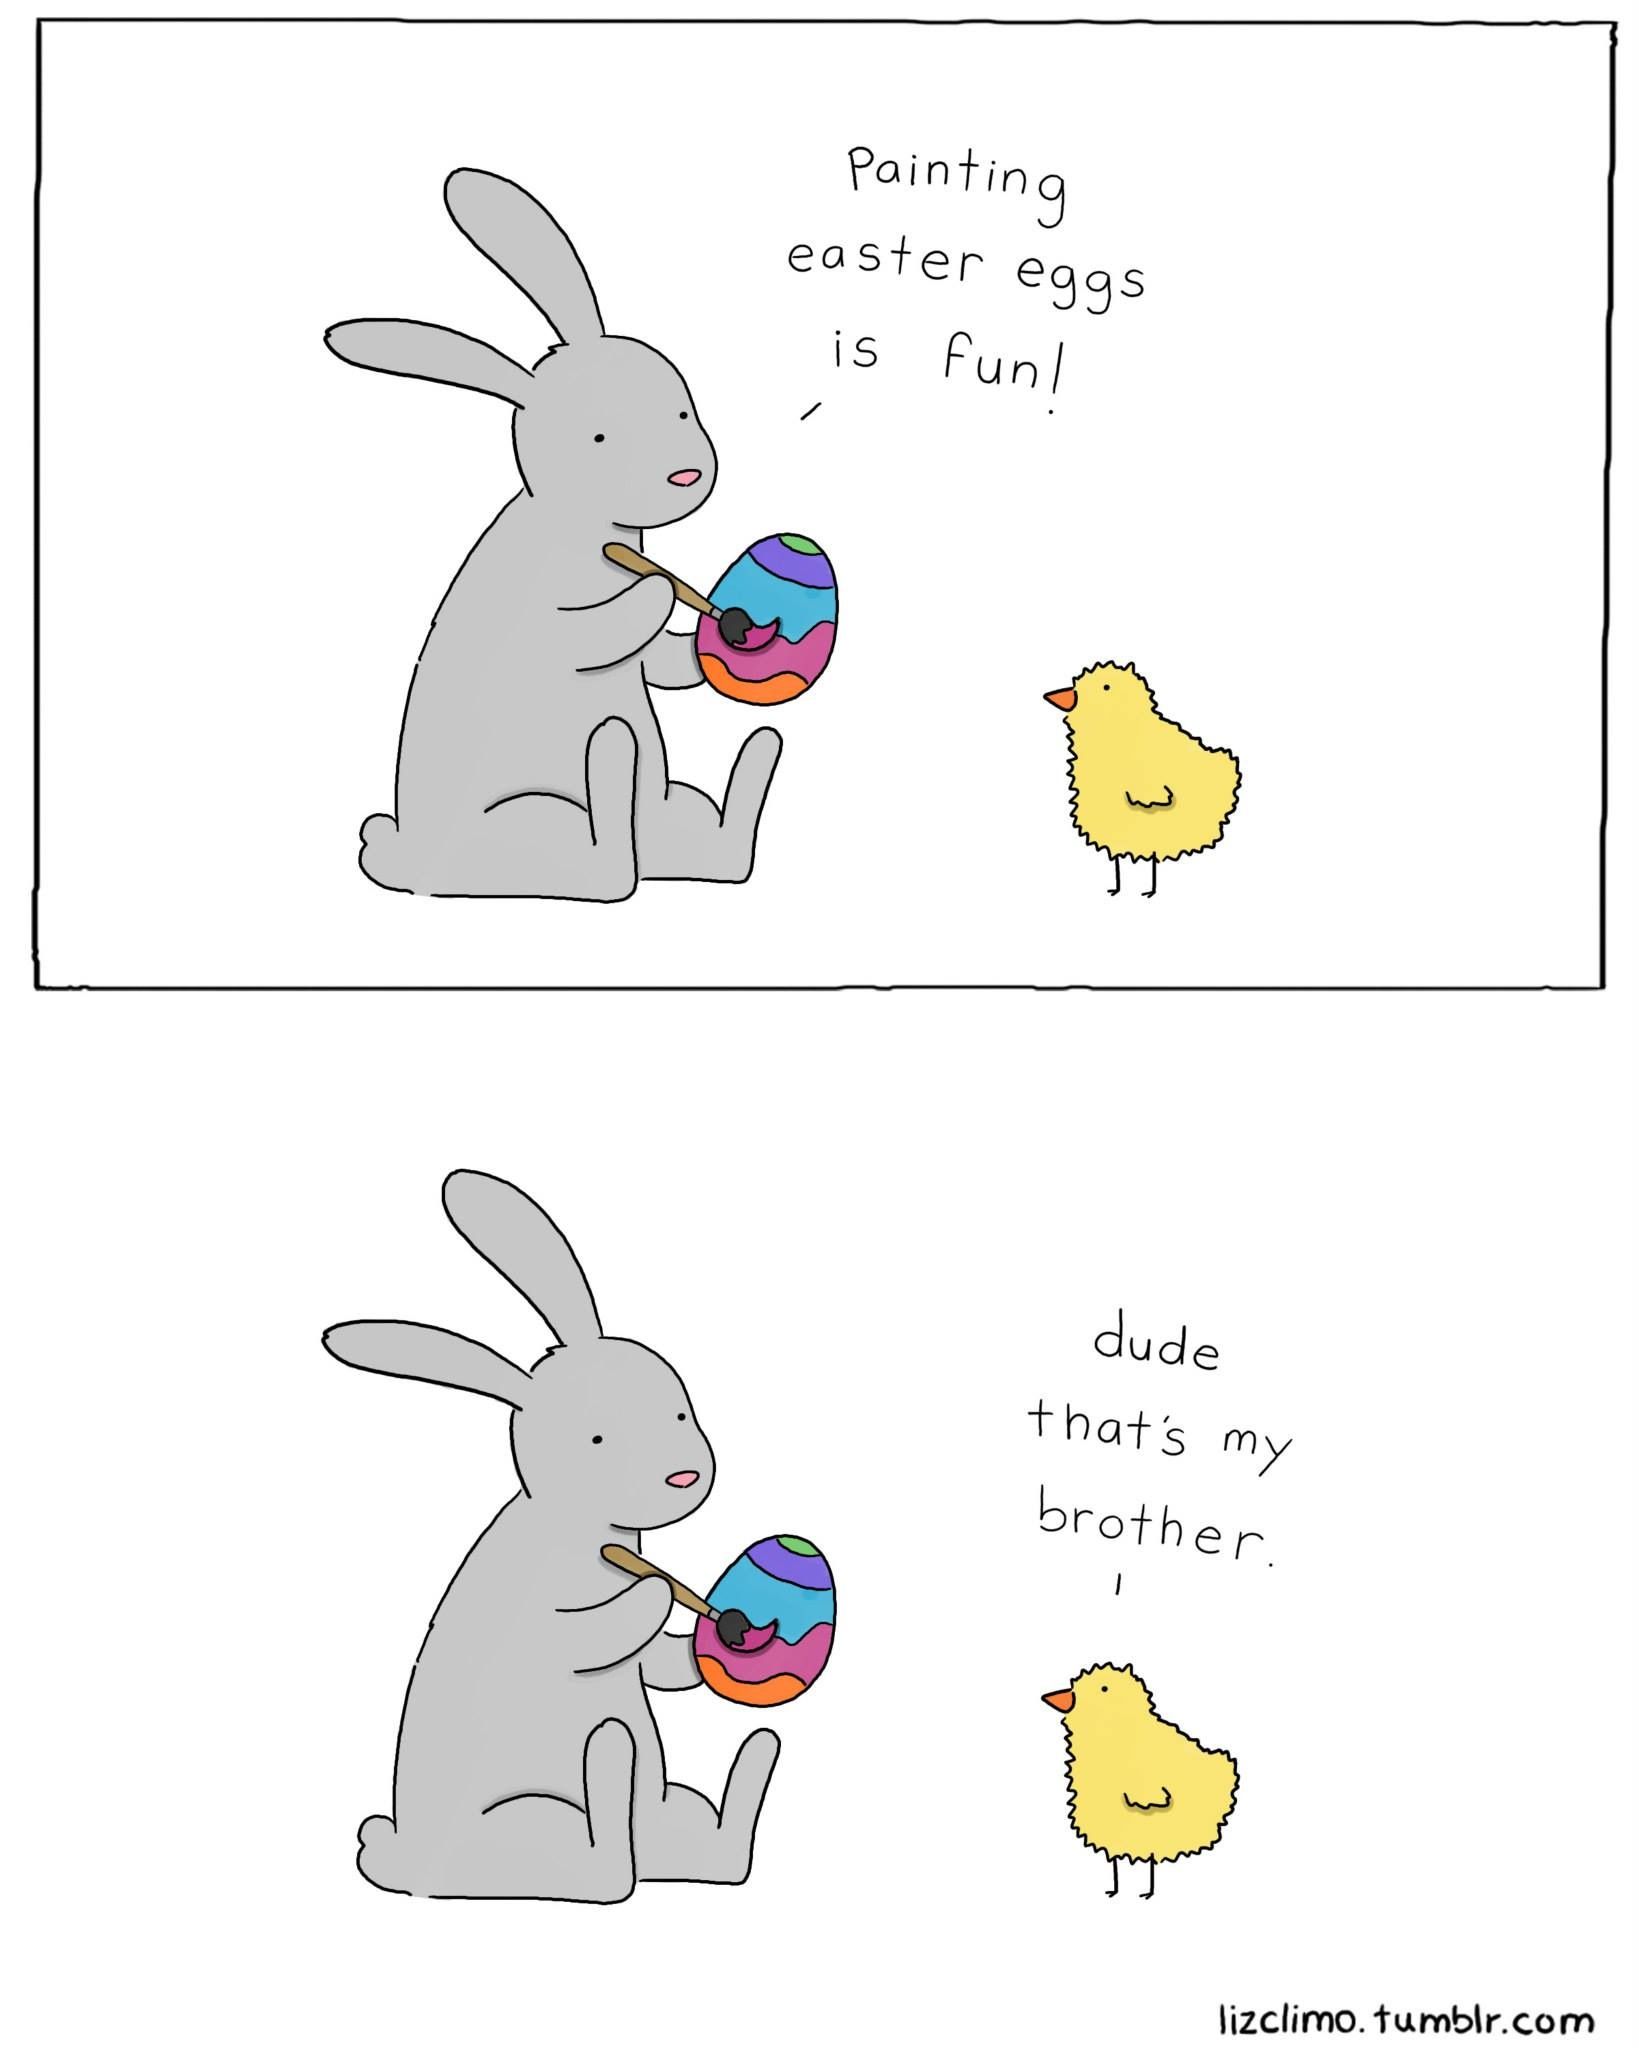 Painting
easter eggs
is fun!
dude
that's my
brother.
lizclimo.tumblr.com